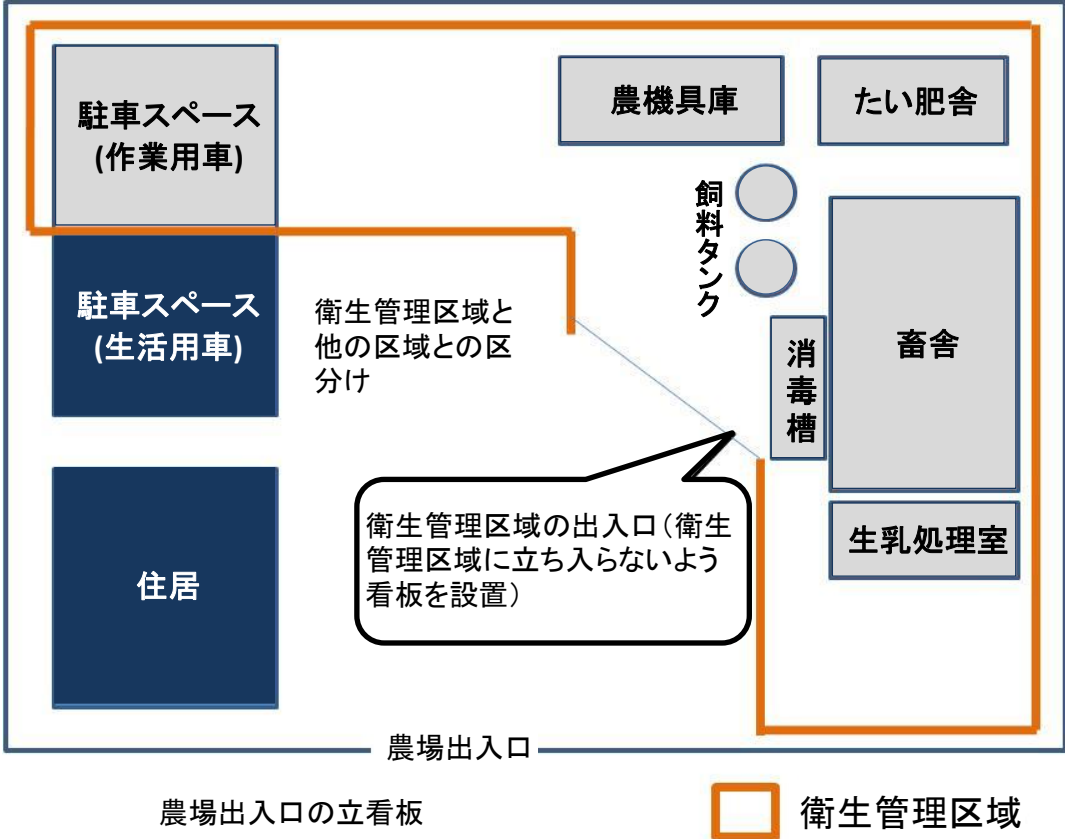 駐車スペース
(作業用車)
農機具庫
たい肥舎
飼料タンク
駐車スペース
(生活用車)
衛生管理区域と
他の区域との区
分け
消毒槽
畜舎
衛生管理区域の出入口(衛生
管理区域に立ち入らないよう
看板を設置)
生乳処理室
住居
農場出入口
農場出入口の立看板
衛生管理区域